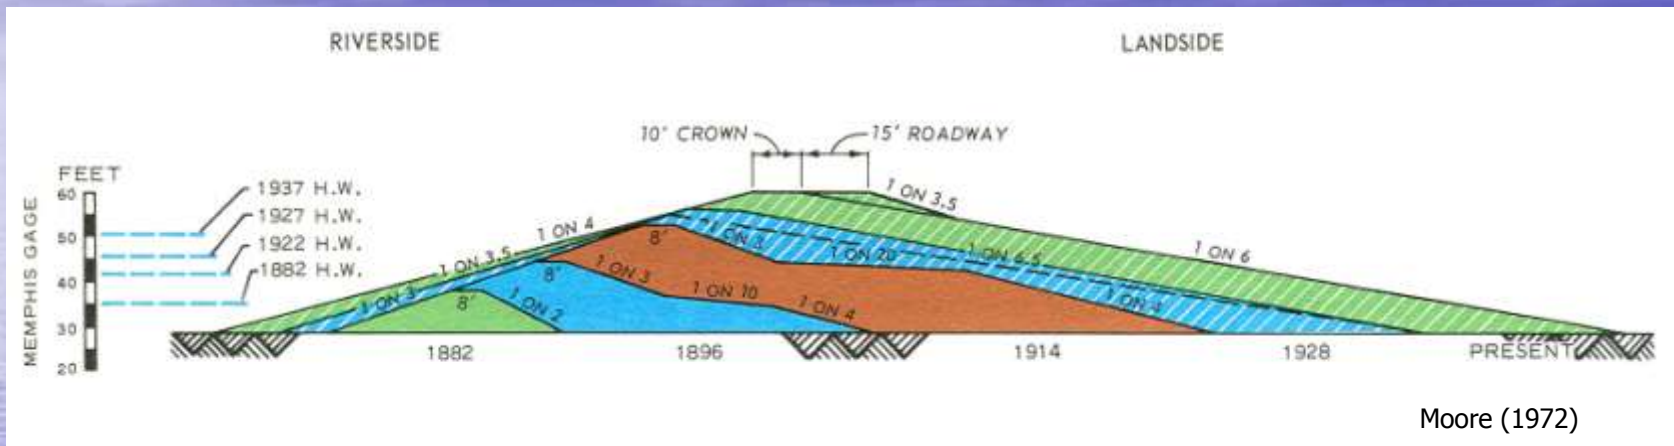 RIVERSIDE
LANDSIDE
10' CROWN
15' ROADWAY
FEET
MEMPHIS GAGE
60
50
40
30
20
1937 H.W.
1927 H.W.
1922 H.W.
1882 H.W.
1 ON 3.5
1 ON 4
1 ON 3.5
1 ON 3
8'
1 ON 3
1 ON 20
1 ON 6.5
1 ON 6
8'
1 ON 3
1 ON 10
1 ON 4
1 ON 4
8'
1 ON 2
1882
1896
1914
1928
PRESENT
Moore (1972)